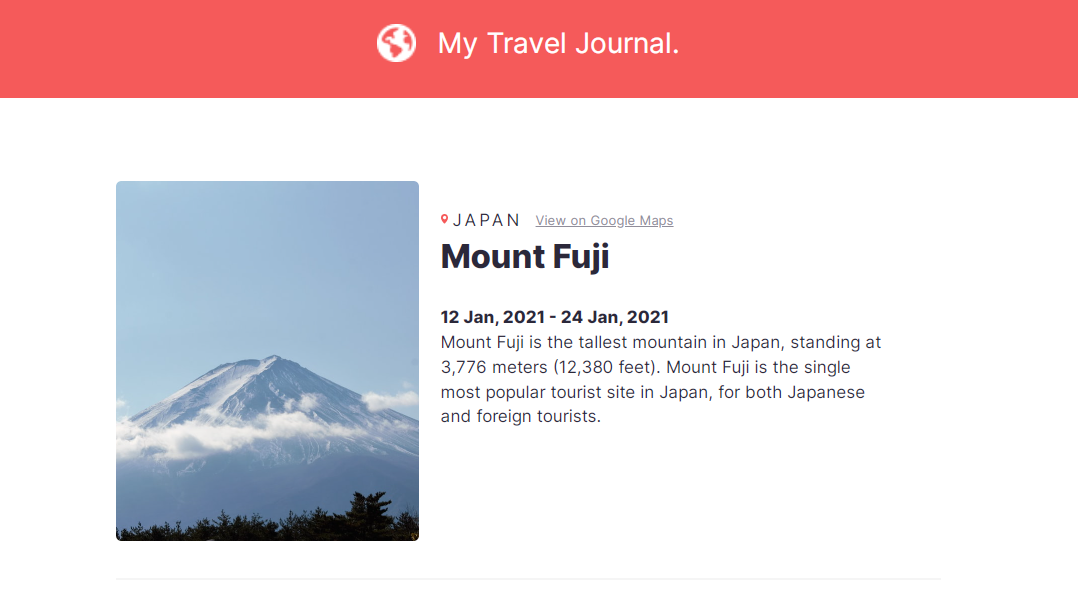 My Travel Journal.
JAPAN View on Google Maps
Mount Fuji
12 Jan, 2021 - 24 Jan, 2021
Mount Fuji is the tallest mountain in Japan, standing at
3,776 meters (12,380 feet). Mount Fuji is the single
most popular tourist site in Japan, for both Japanese
and foreign tourists.